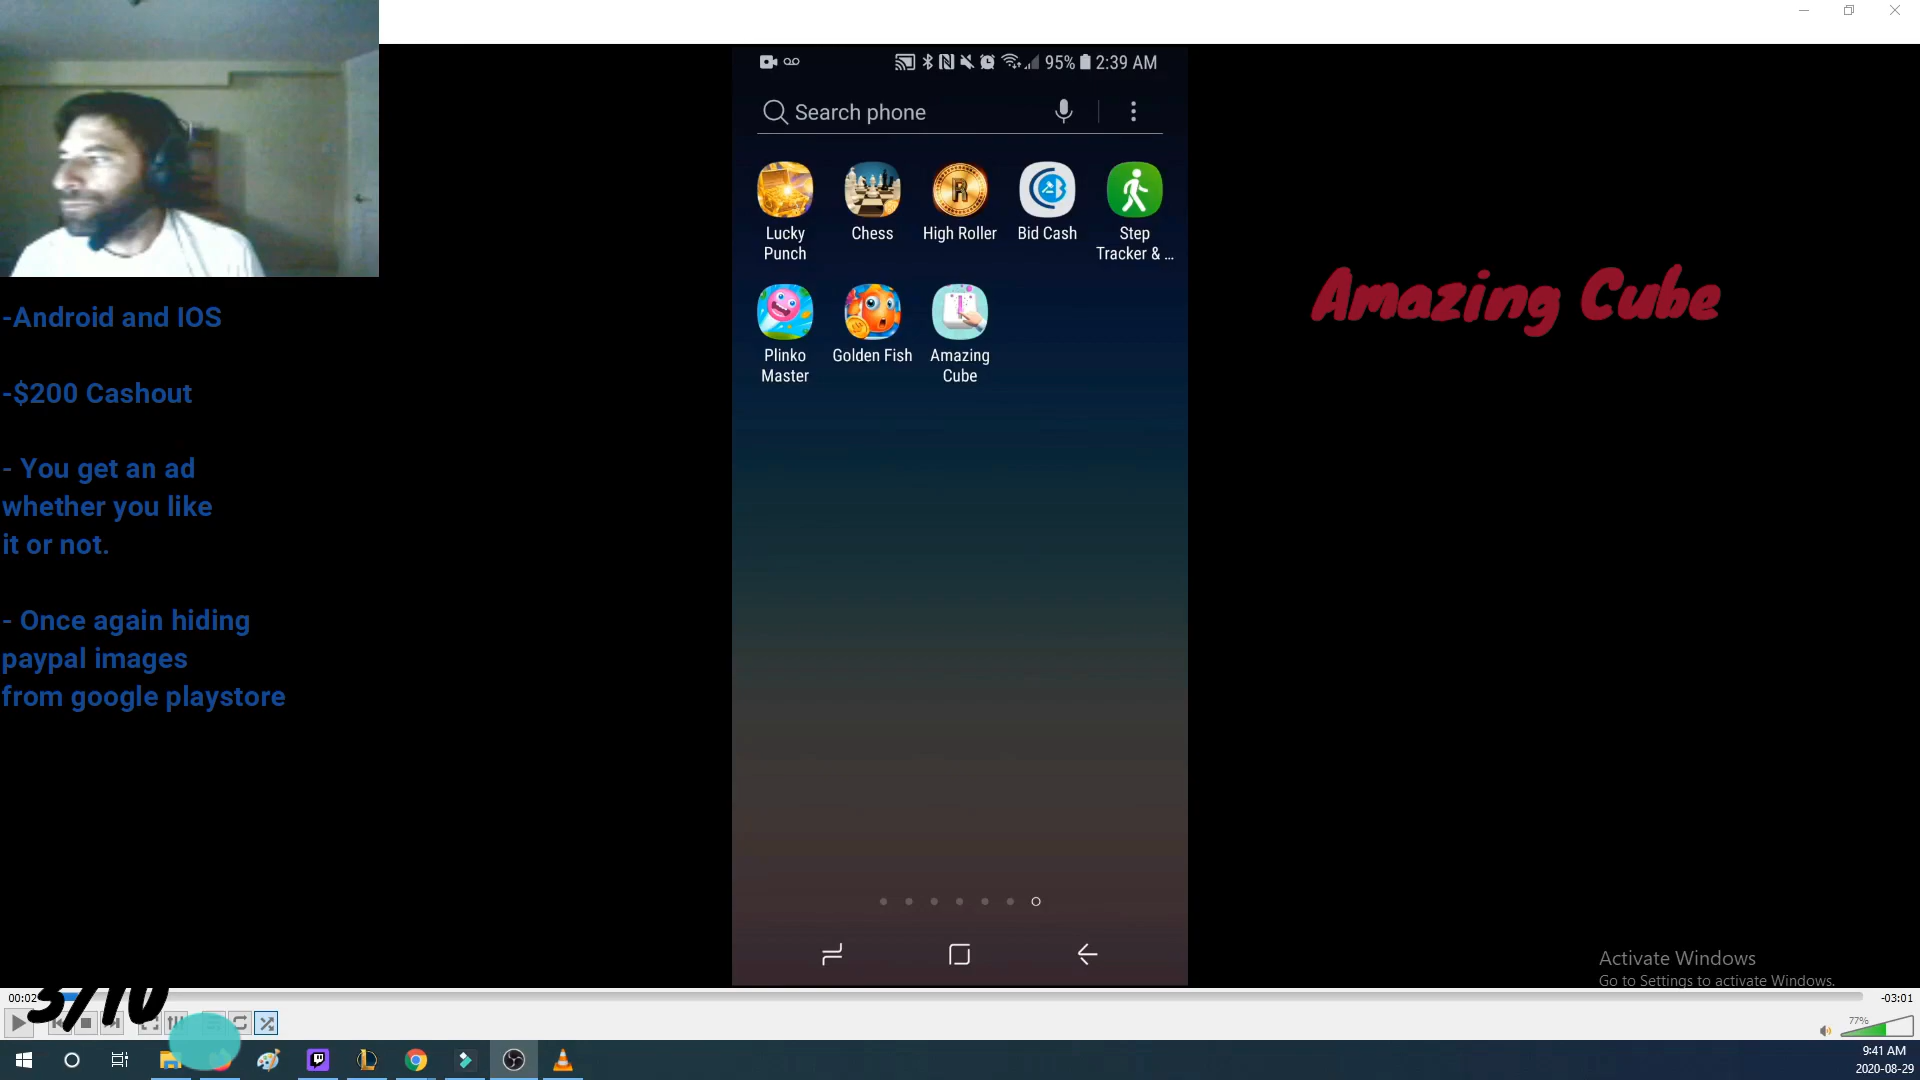 95% 2:39 AM
Search phone
Lucky Punch
Chess
High Roller
Bid Cash
Step Tracker & ...
Plinko Master
Golden Fish
Amazing Cube
Amazing Cube
-Android and IOS
-$200 Cashout
- You get an ad
whether you like
it or not.
- Once again hiding
paypal images
from google playstore
Activate Windows
Go to Settings to activate Windows.
00:02
-03:01
77%
9:41 AM
2020-08-29